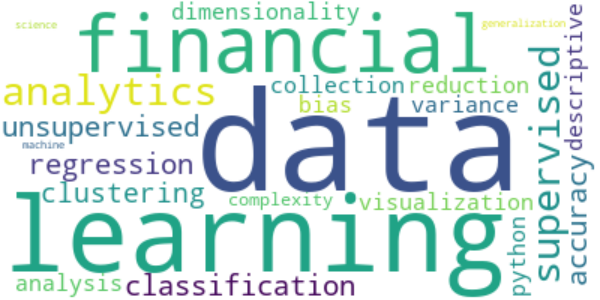 science
dimensionality
generalization
financial
descriptive
analytics
collection
reduction
bias
variance
supervised
unsupervised
data
machine
regression
accuracy
clustering
complexity
visualization
learning
python
analysis
classification